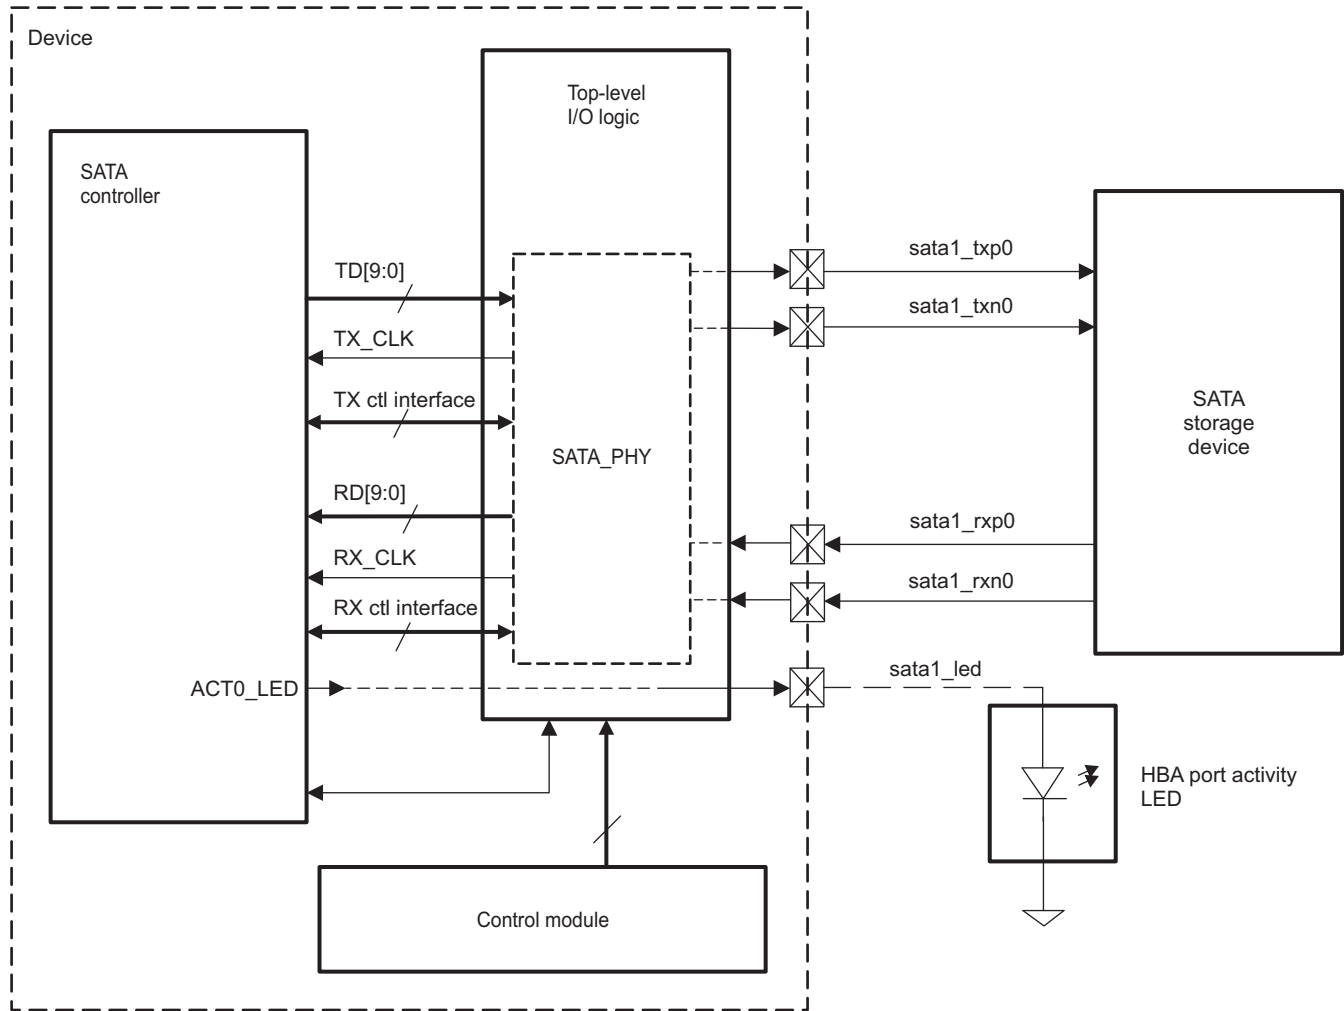 Device
Top-level
I/O logic
SATA
controller
TD[9:0]
TX_CLK
TX ctl interface
RD[9:0]
RX_CLK
RX ctl interface
ACT0_LED
SATA_PHY
sata1_txp0
sata1_txn0
sata1_rxp0
sata1_rxn0
sata1_led
SATA
storage
device
HBA port activity
LED
Control module